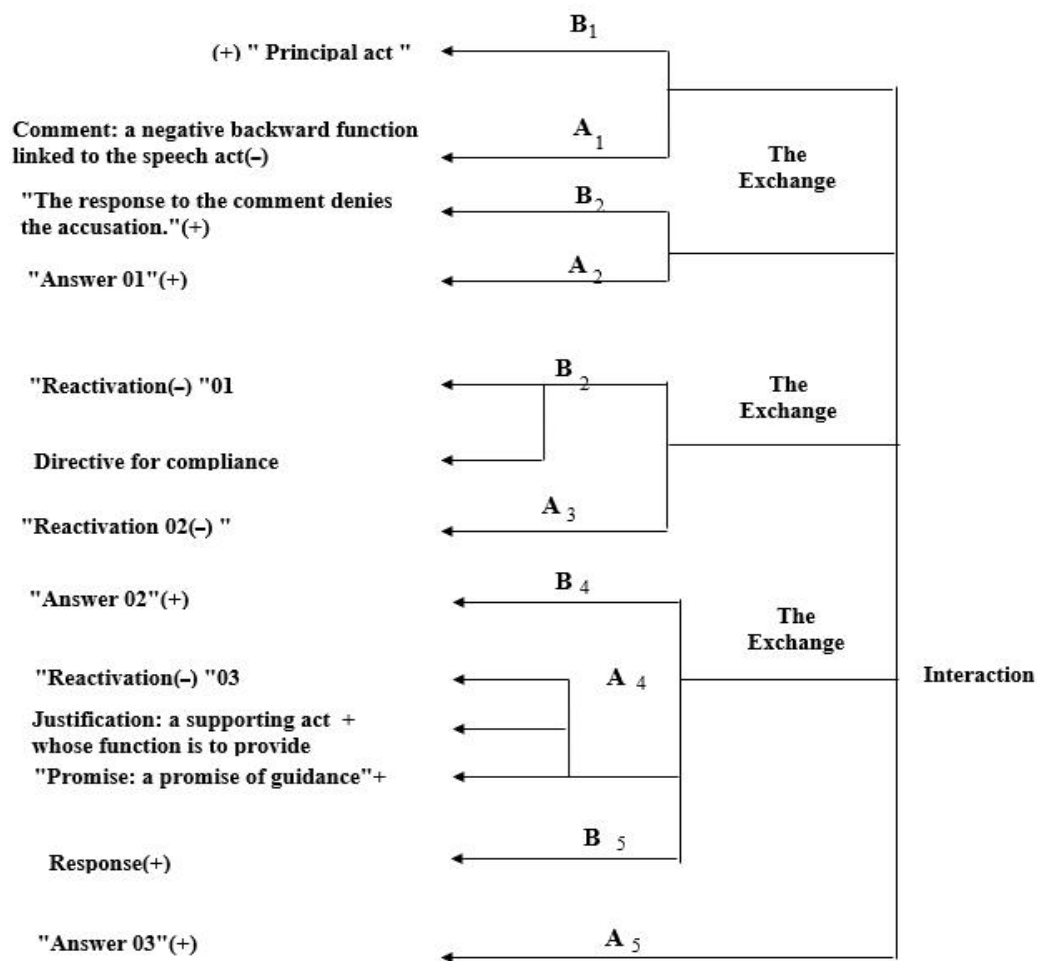 B1
(+) " Principal act "
Comment: a negative backward function
linked to the speech act(–)
A1
The
Exchange
"The response to the comment denies
the accusation."(+)
B2
"Answer 01"(+)
A2
"Reactivation(–) "01
B2
The
Exchange
Directive for compliance
"Reactivation 02(–) "
A3
"Answer 02"(+)
B4
The
Exchange
"Reactivation(–) "03
A4
Interaction
Justification: a supporting act +
whose function is to provide
"Promise: a promise of guidance"+
Response(+)
B5
"Answer 03"(+)
A5